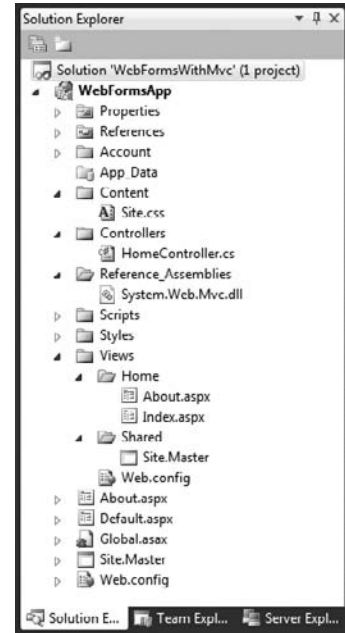 Solution Explorer
Solution 'WebFormsWithMvc' (1 project)
WebFormsApp
Properties
References
Account
App_Data
Content
Site.css
Controllers
HomeController.cs
Reference_Assemblies
System.Web.Mvc.dll
Scripts
Styles
Views
Home
About.aspx
Index.aspx
Shared
Site.Master
Web.config
About.aspx
Default.aspx
Global.asax
Site.Master
Web.config
Solution E... Team Expl... Server Expl...